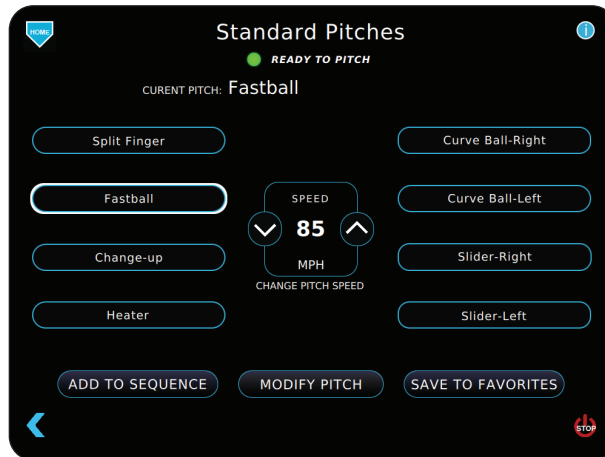 HOME
Standard Pitches
i
READY TO PITCH
CURENT PITCH: Fastball
Split Finger
Fastball
Change-up
Heater
SPEED
85
MPH
CHANGE PITCH SPEED
Curve Ball-Right
Curve Ball-Left
Slider-Right
Slider-Left
ADD TO SEQUENCE
MODIFY PITCH
SAVE TO FAVORITES
STOP